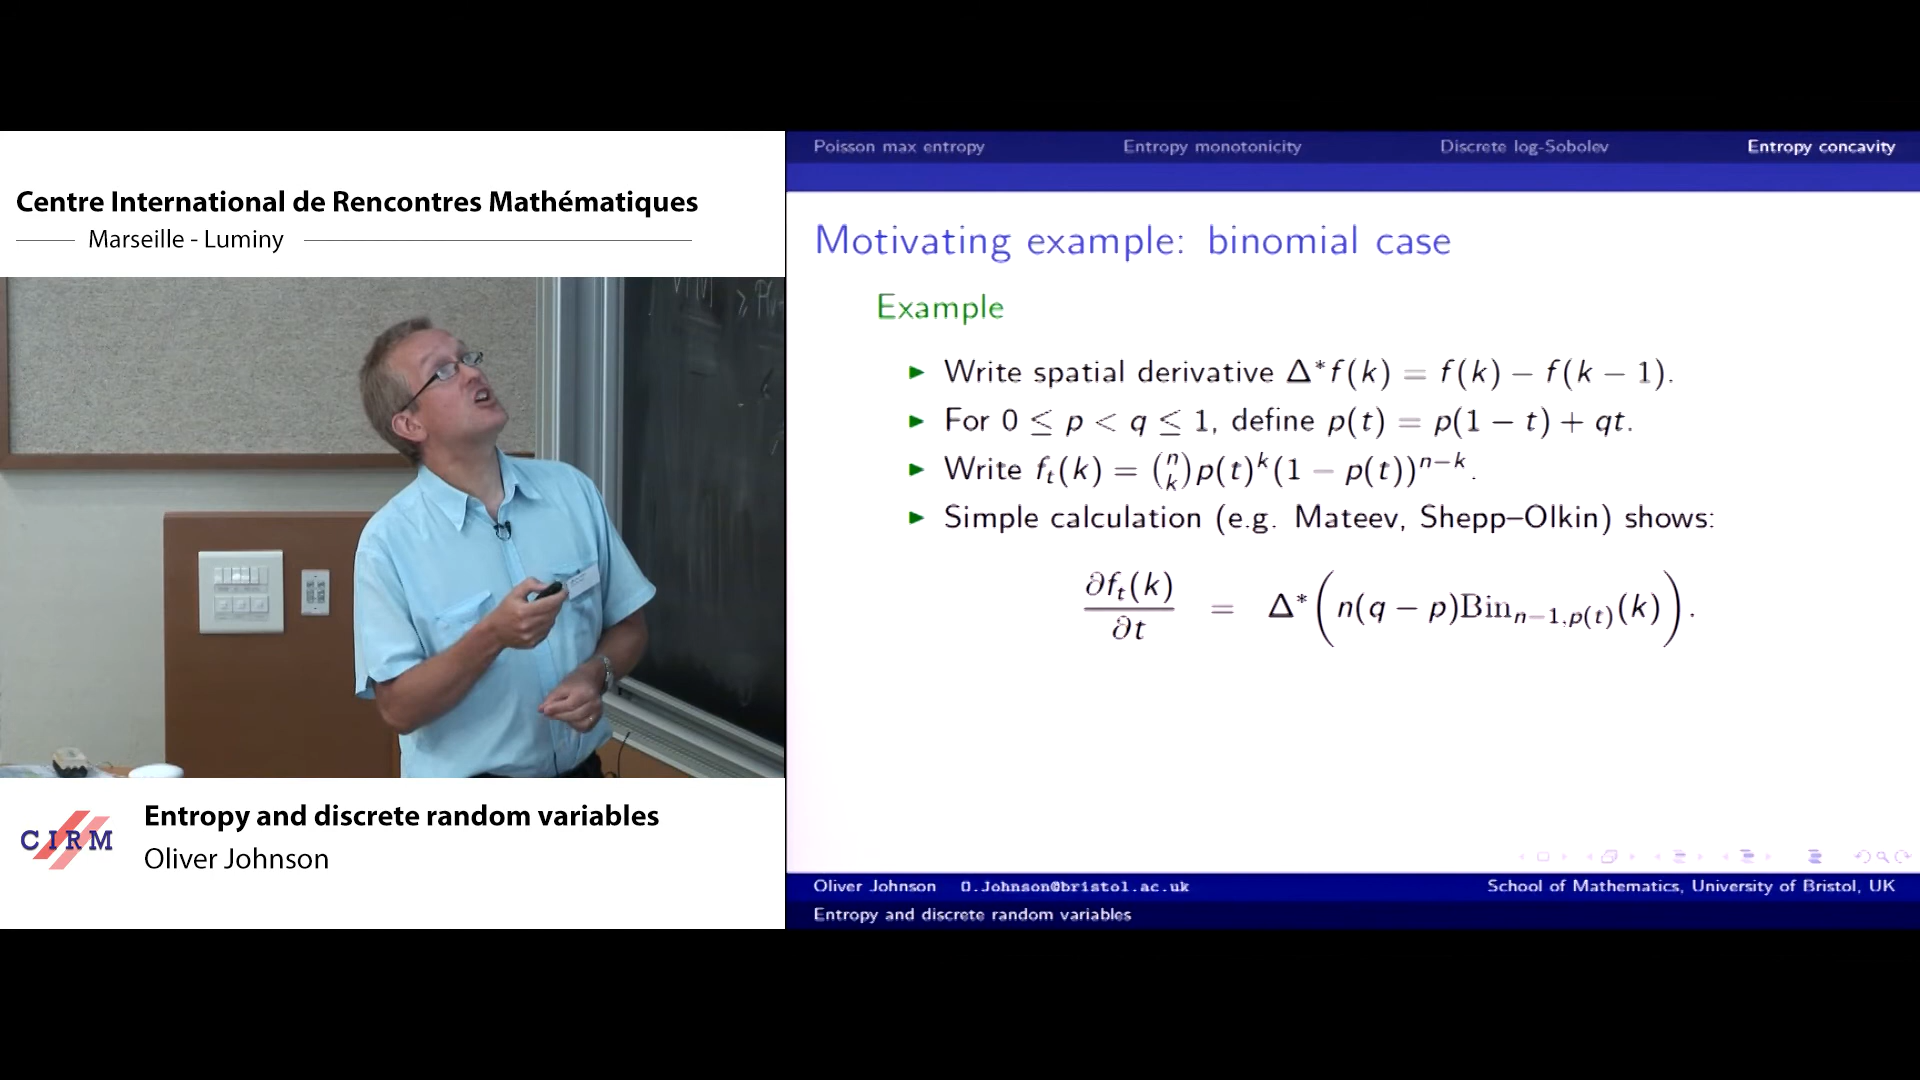 Centre International de Rencontres Mathématiques
Marseille - Luminy
CIRM
Entropy and discrete random variables
Oliver Johnson
Poisson max entropy Entropy monotonicity Discrete log-Sobolev Entropy concavity
Motivating example: binomial case
Example
▶ Write spatial derivative Δ*f(k) = f(k) − f(k − 1).
▶ For 0 ≤ p < q ≤ 1, define p(t) = p(1 − t) + qt.
▶ Write fₜ(k) = (n k) p(t)^k (1 − p(t))^{n−k}.
▶ Simple calculation (e.g. Mateev, Shepp–Olkin) shows:
∂fₜ(k)/∂t = Δ*(n(q − p)Bin_{n−1,p(t)}(k)).
Oliver Johnson O.Johnson@bristol.ac.uk School of Mathematics, University of Bristol, UK
Entropy and discrete random variables